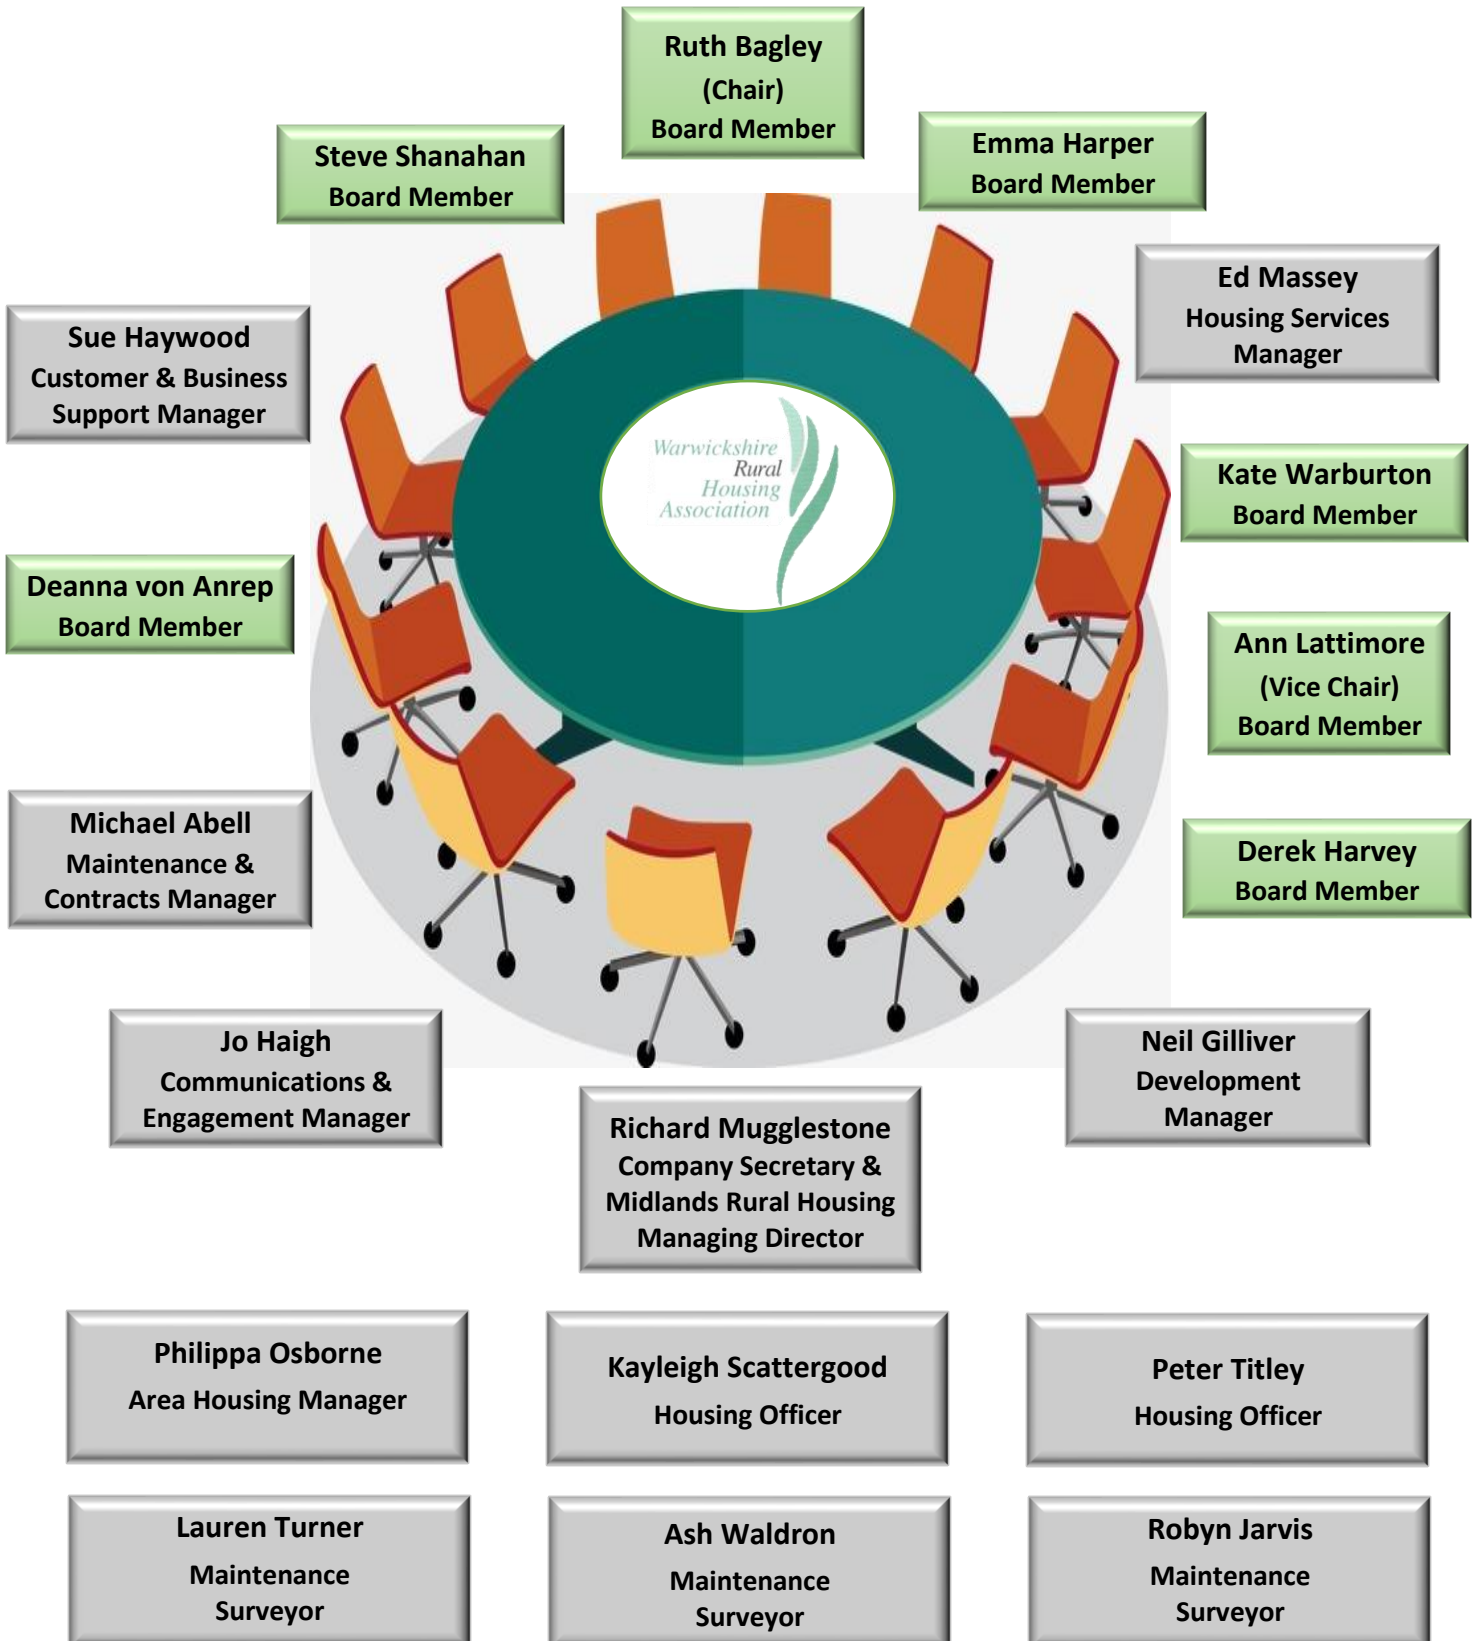 Ruth Bagley
(Chair)
Board Member
Steve Shanahan
Board Member
Emma Harper
Board Member
Ed Massey
Housing Services
Manager
Sue Haywood
Customer & Business
Support Manager
Warwickshire
Rural
Housing
Association
Kate Warburton
Board Member
Deanna von Anrep
Board Member
Ann Lattimore
(Vice Chair)
Board Member
Michael Abell
Maintenance &
Contracts Manager
Derek Harvey
Board Member
Jo Haigh
Communications &
Engagement Manager
Neil Gilliver
Development
Manager
Richard Mugglestone
Company Secretary &
Midlands Rural Housing
Managing Director
Philippa Osborne
Area Housing Manager
Kayleigh Scattergood
Housing Officer
Peter Titley
Housing Officer
Lauren Turner
Maintenance
Surveyor
Ash Waldron
Maintenance
Surveyor
Robyn Jarvis
Maintenance
Surveyor